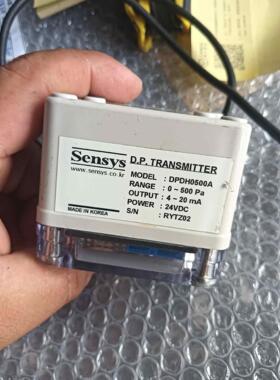 Sensys
www.sensys.co.kr
D.P. TRANSMITTER
MODEL : DPDH0500A
RANGE : 0 ~ 500 Pa
OUTPUT : 4 ~ 20 mA
POWER : 24VDC
S/N : RYTZ02
MADE IN KOREA